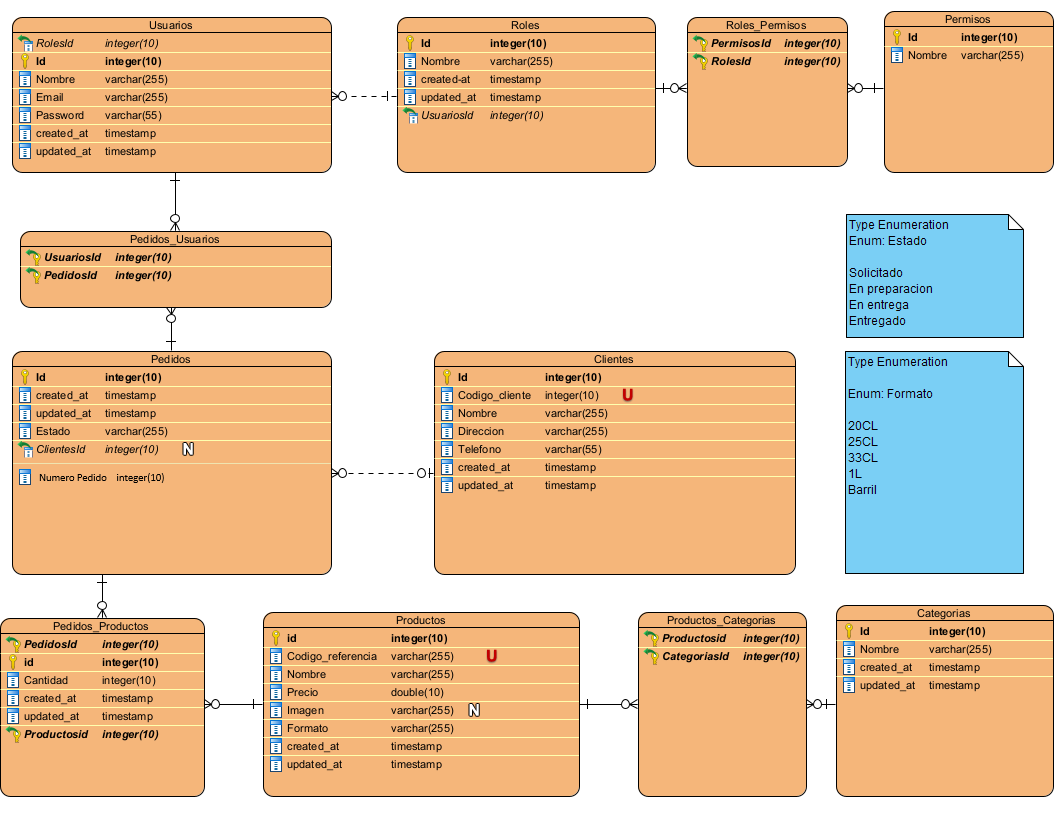 Usuarios
RolesId integer(10)
Id integer(10)
Nombre varchar(255)
Email varchar(255)
Password varchar(55)
created_at timestamp
updated_at timestamp
Roles
Id integer(10)
Nombre varchar(255)
created-at timestamp
updated_at timestamp
UsuariosId integer(10)
Roles_Permisos
PermisosId integer(10)
RolesId integer(10)
Permisos
Id integer(10)
Nombre varchar(255)
Pedidos_Usuarios
UsuariosId integer(10)
PedidosId integer(10)
Type Enumeration
Enum: Estado
Solicitado
En preparacion
En entrega
Entregado
Pedidos
Id integer(10)
created_at timestamp
updated_at timestamp
Estado varchar(255)
ClientesId integer(10) N
Numero Pedido integer(10)
Clientes
Id integer(10)
Codigo_cliente integer(10) U
Nombre varchar(255)
Direccion varchar(255)
Telefono varchar(55)
created_at timestamp
updated_at timestamp
Type Enumeration
Enum: Formato
20CL
25CL
33CL
1L
Barril
Pedidos_Productos
PedidosId integer(10)
id integer(10)
Cantidad integer(10)
created_at timestamp
updated_at timestamp
Productosid integer(10)
Productos
id integer(10)
Codigo_referencia varchar(255) U
Nombre varchar(255)
Precio double(10)
Imagen varchar(255) N
Formato varchar(255)
created_at timestamp
updated_at timestamp
Productos_Categorias
Productosid integer(10)
CategoriasId integer(10)
Categorias
Id integer(10)
Nombre varchar(255)
created_at timestamp
updated_at timestamp